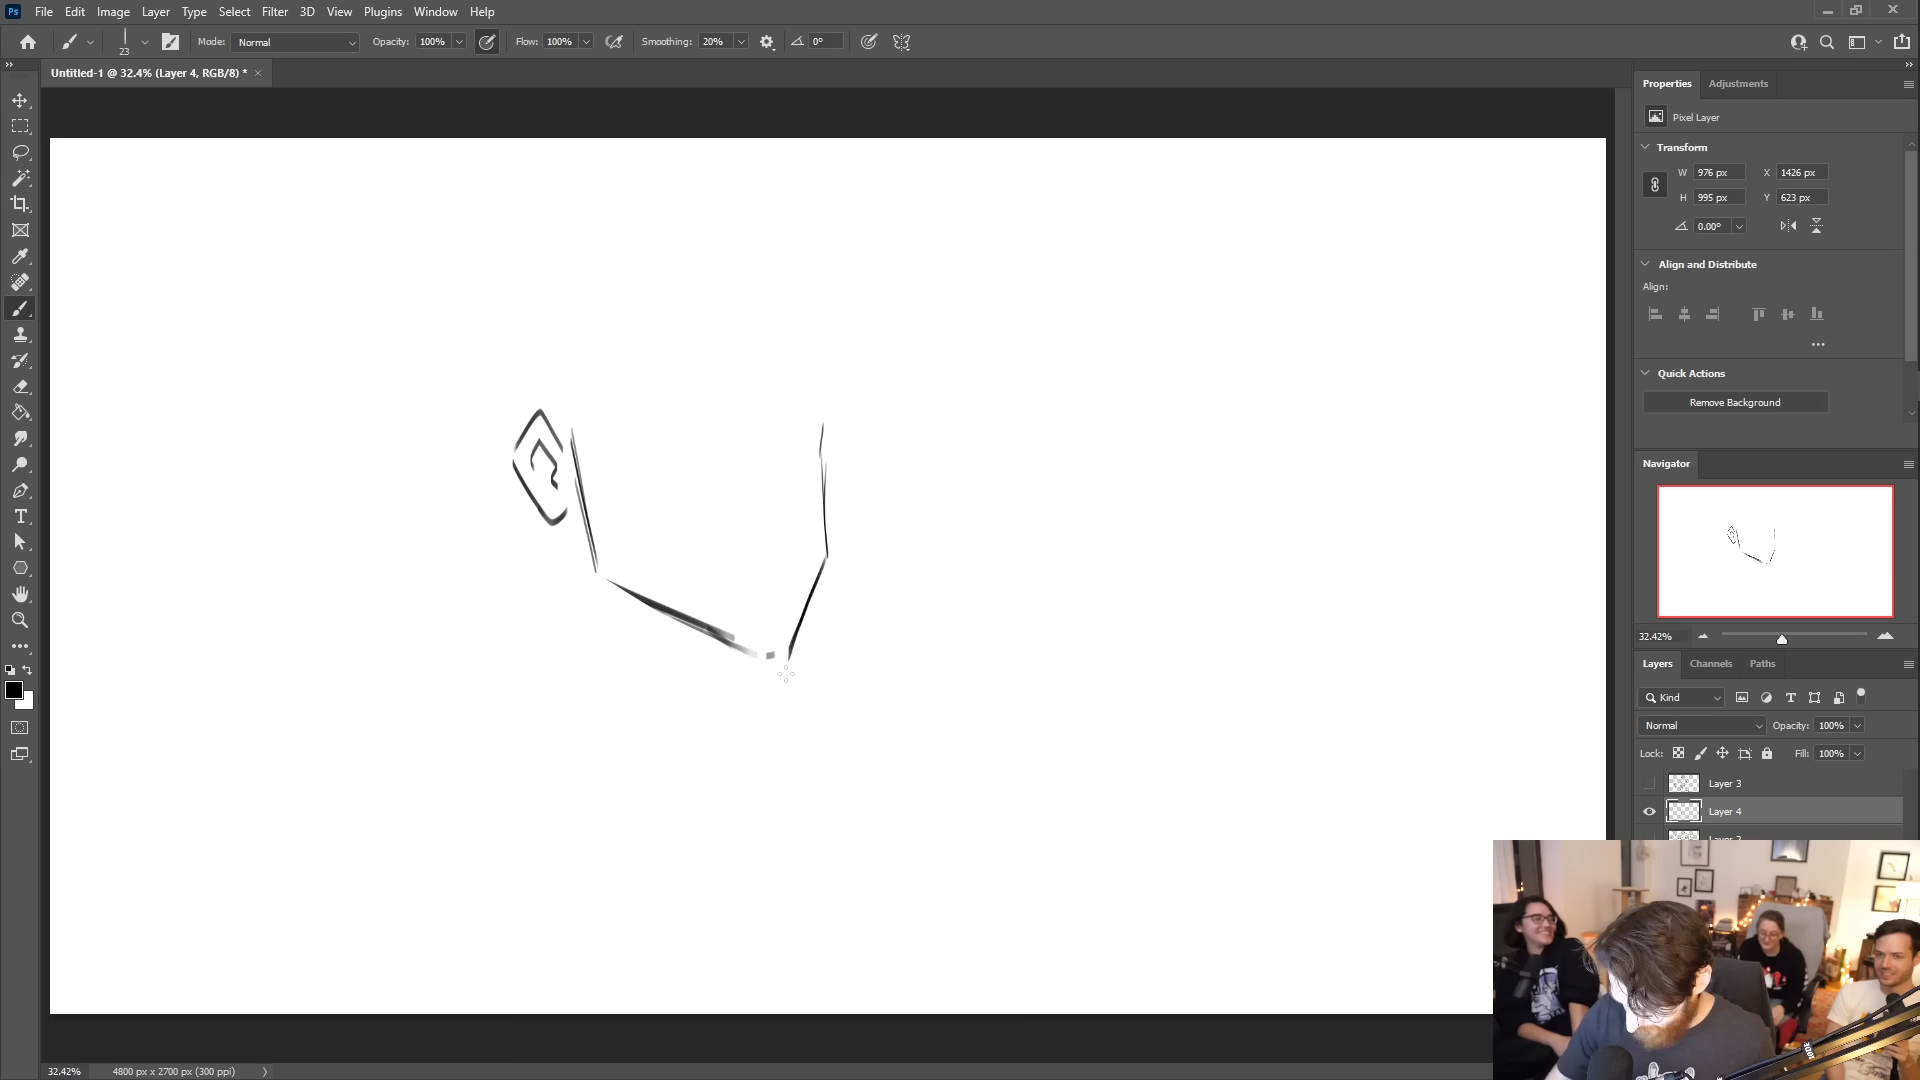 Ps File Edit Image Layer Type Select Filter 3D View Plugins Window Help
23 Mode: Normal Opacity: 100% Flow: 100% Smoothing: 20% 0°
Untitled-1 @ 32.4% (Layer 4, RGB/8) *
Properties Adjustments
Pixel Layer
Transform
W 976 px X 1426 px
H 995 px Y 623 px
0.00°
Align and Distribute
Align:
Quick Actions
Remove Background
Navigator
32.42%
Layers Channels Paths
Kind
Normal Opacity: 100%
Lock: Fill: 100%
Layer 3
Layer 4
Layer 2
32.42% 4800 px x 2700 px (300 ppi)